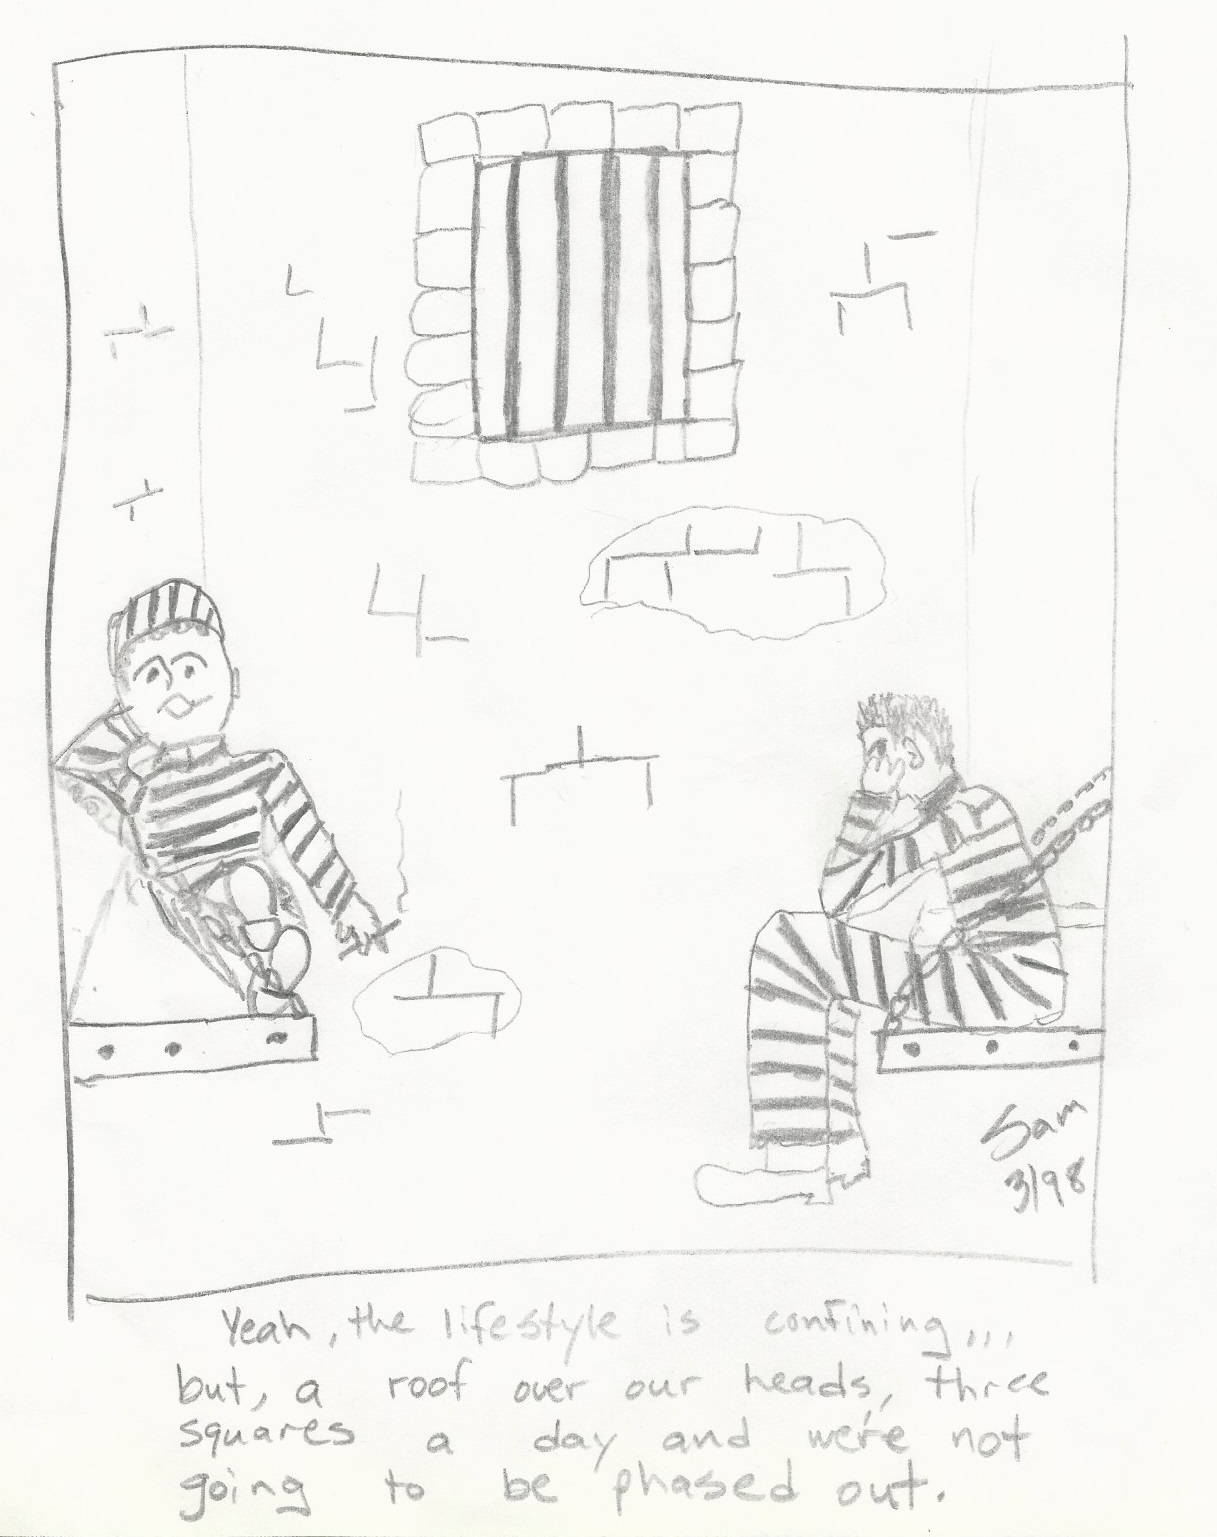 Sam
3/98
Yeah, the lifestyle is confining,,,
but, a roof over our heads, three
squares a day and we're not
going to be phased out.